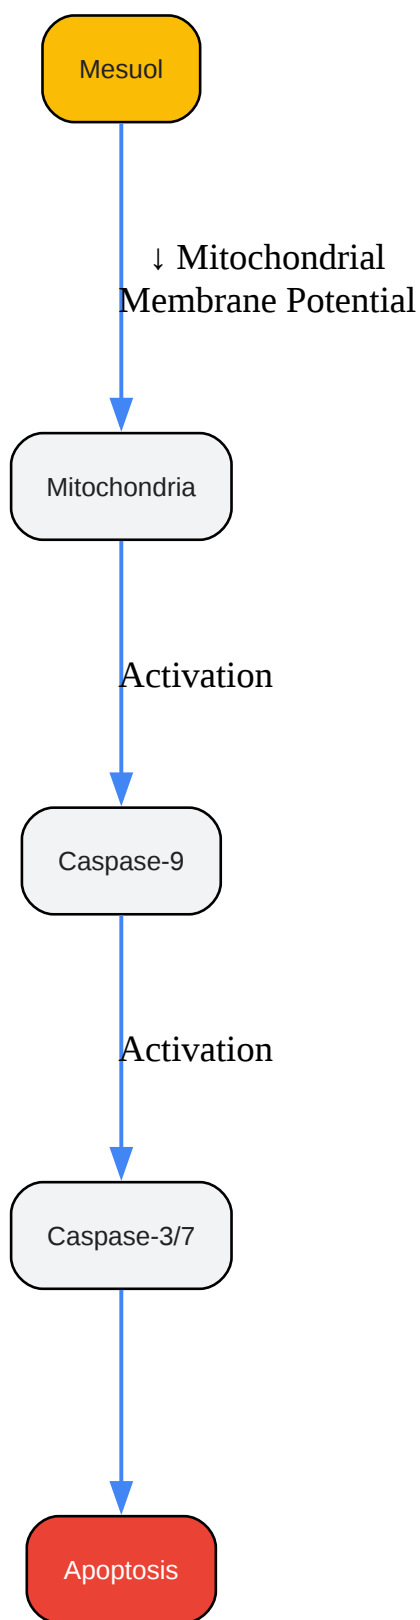 Mesuol
↓ Mitochondrial
Membrane Potential
Mitochondria
Activation
Caspase-9
Activation
Caspase-3/7
Apoptosis